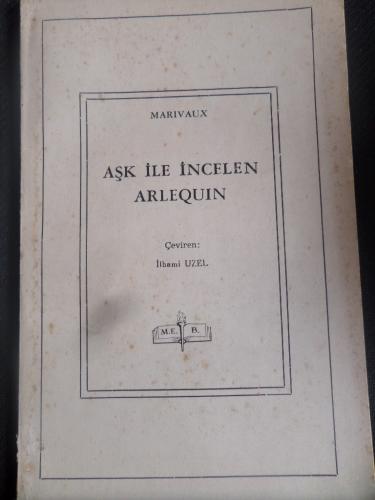 MARIVAUX
AŞK İLE İNCELEN
ARLEQUIN
Çeviren:
İlhami UZEL
M.E. B.